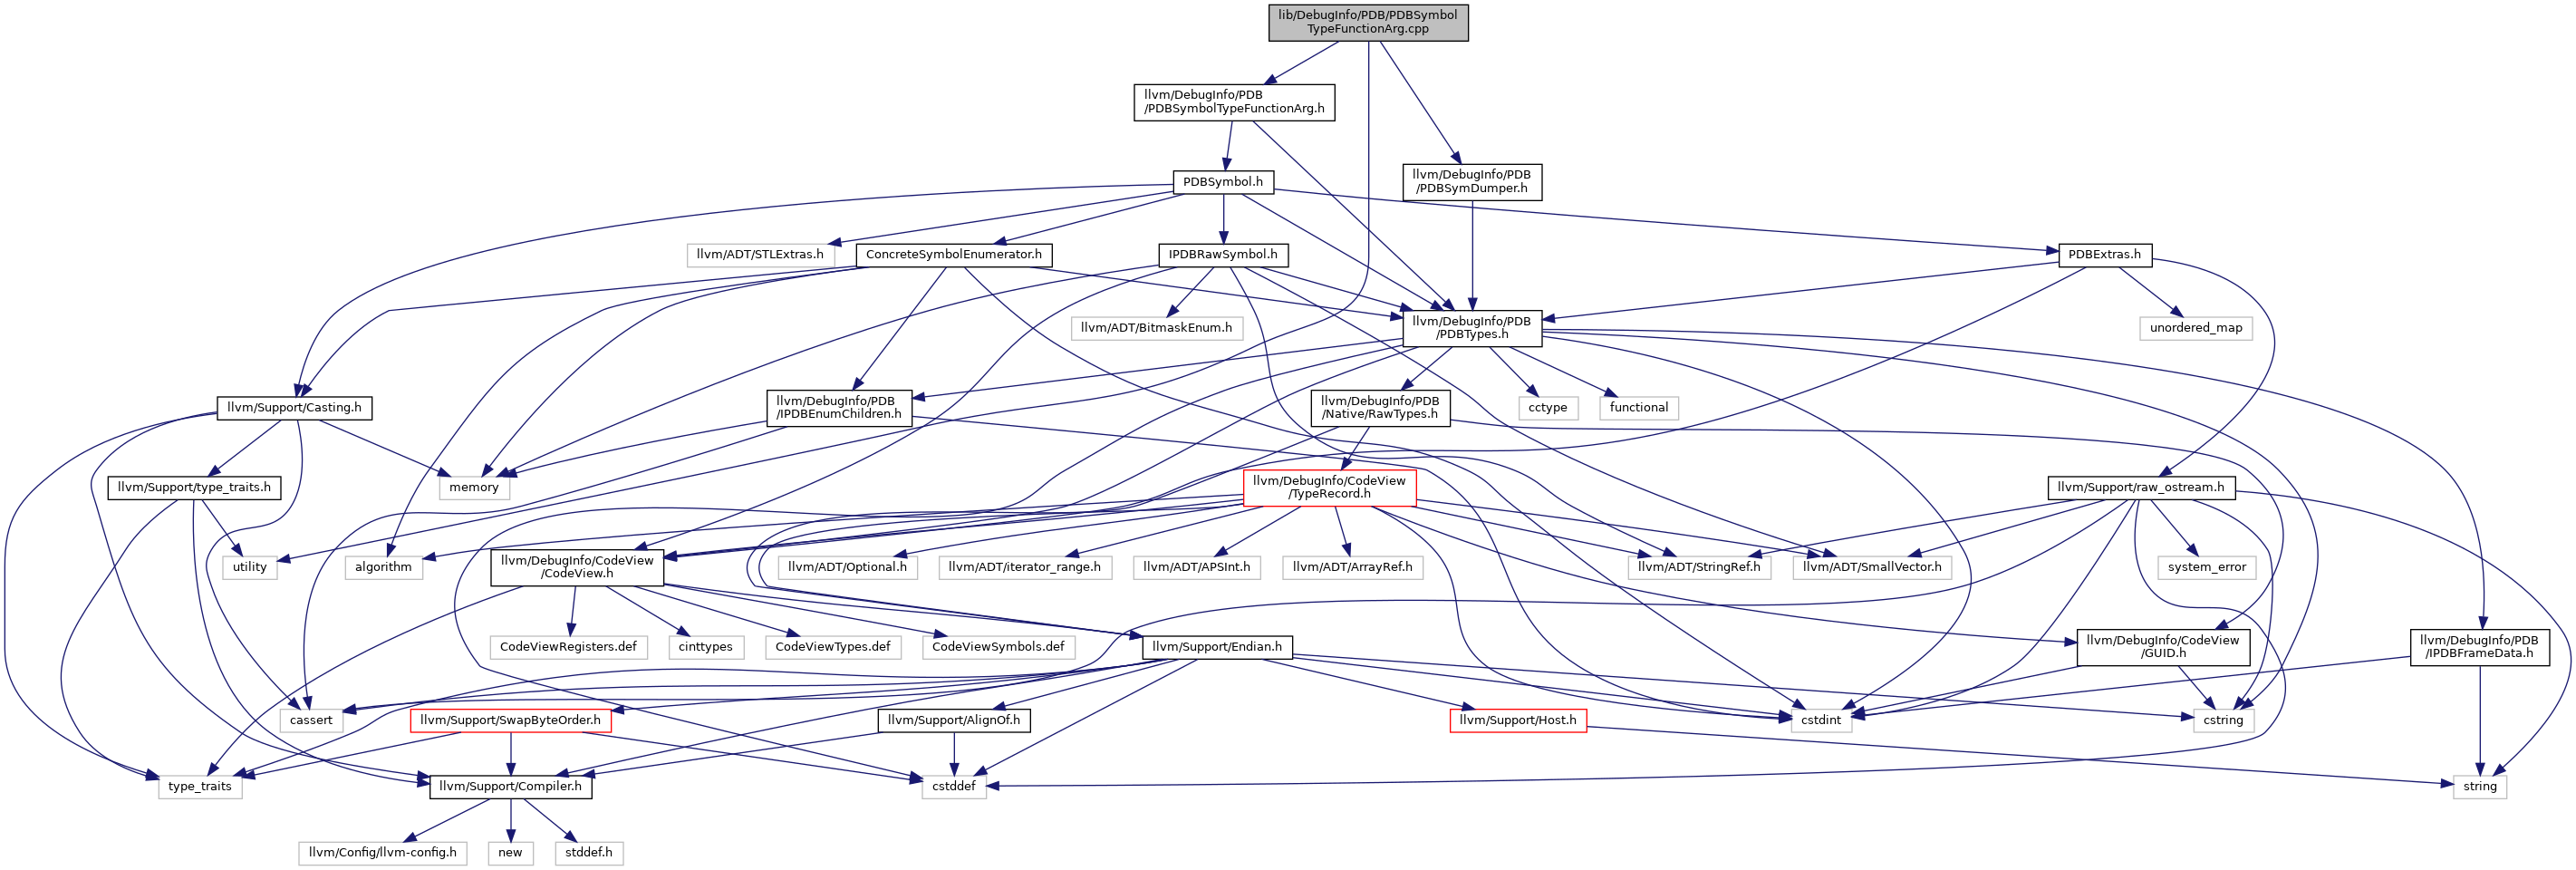 lib/DebugInfo/PDB/PDBSymbol
TypeFunctionArg.cpp
llvm/DebugInfo/PDB
/PDBSymbolTypeFunctionArg.h
PDBSymbol.h
llvm/DebugInfo/PDB
/PDBSymDumper.h
llvm/ADT/STLExtras.h
ConcreteSymbolEnumerator.h
IPDBRawSymbol.h
PDBExtras.h
llvm/ADT/BitmaskEnum.h
llvm/DebugInfo/PDB
/PDBTypes.h
unordered_map
llvm/Support/Casting.h
llvm/DebugInfo/PDB
/IPDBEnumChildren.h
llvm/DebugInfo/PDB
/Native/RawTypes.h
cctype
functional
llvm/Support/type_traits.h
memory
llvm/DebugInfo/CodeView
/TypeRecord.h
llvm/Support/raw_ostream.h
utility
algorithm
llvm/DebugInfo/CodeView
/CodeView.h
llvm/ADT/Optional.h
llvm/ADT/iterator_range.h
llvm/ADT/APSInt.h
llvm/ADT/ArrayRef.h
llvm/ADT/StringRef.h
llvm/ADT/SmallVector.h
system_error
CodeViewRegisters.def
cinttypes
CodeViewTypes.def
CodeViewSymbols.def
llvm/Support/Endian.h
llvm/DebugInfo/CodeView
/GUID.h
llvm/DebugInfo/PDB
/IPDBFrameData.h
cassert
llvm/Support/SwapByteOrder.h
llvm/Support/AlignOf.h
llvm/Support/Host.h
cstdint
cstring
type_traits
llvm/Support/Compiler.h
cstddef
string
llvm/Config/llvm-config.h
new
stddef.h